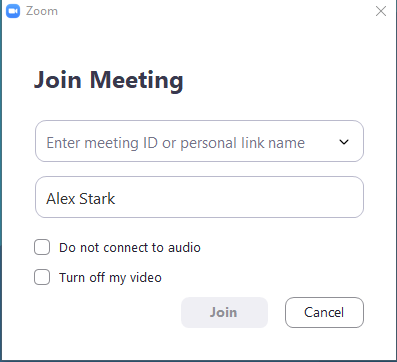 Zoom
Join Meeting
Enter meeting ID or personal link name
Alex Stark
Do not connect to audio
Turn off my video
Join Cancel